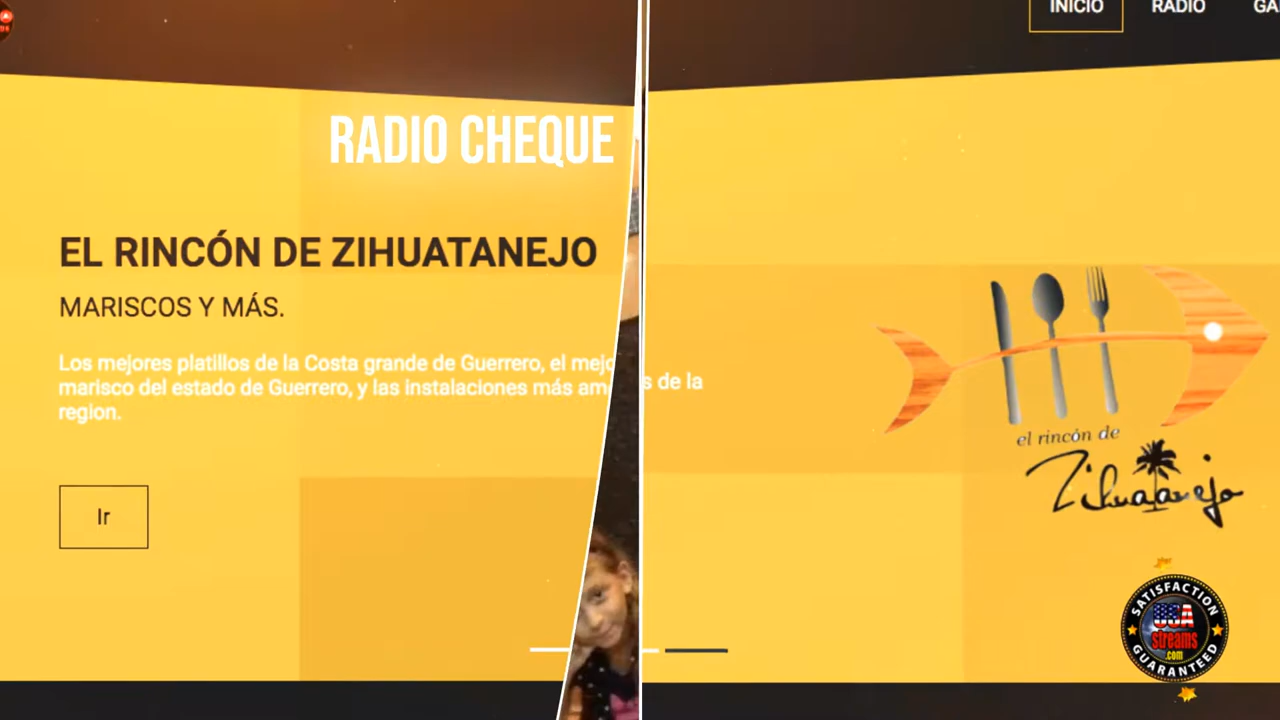 INICIO
RADIO
GA
RADIO CHEQUE
EL RINCÓN DE ZIHUATANEJO
MARISCOS Y MÁS.
Los mejores platillos de la Costa grande de Guerrero, el mejo
marisco del estado de Guerrero, y las instalaciones más am s de la
region.
Ir
el rincón de
Zihuatanejo
SATISFACTION
USA
streams
.com
GUARANTEED